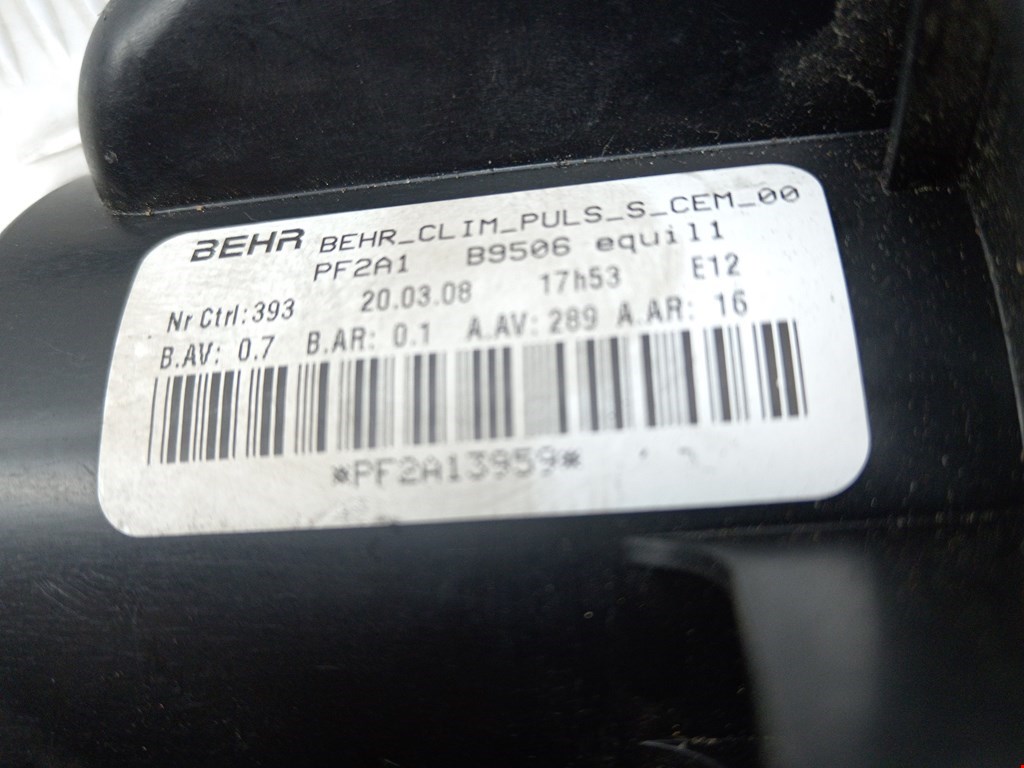 BEHR BEHR_CLIM_PULS_S_CEM_00
PF2A1 B9506 equil1
Nr Ctrl:393 20.03.08 17h53 E12
B.AV: 0.7 B.AR: 0.1 A.AV:289 A.AR: 16
*PF2A13959*